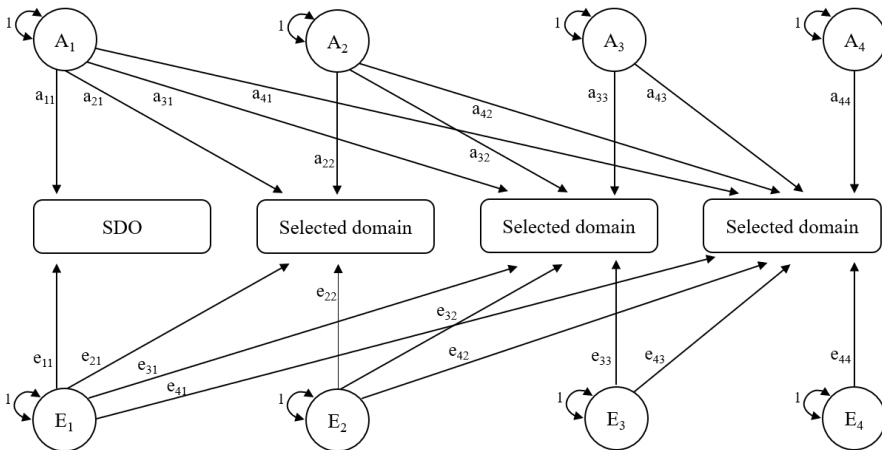 1 A₁ 1 A₂ 1 A₃ 1 A₄
a₁₁ a₂₁ a₃₁ a₄₁ a₂₂ a₃₂ a₄₂ a₃₃ a₄₃ a₄₄
SDO Selected domain Selected domain Selected domain
e₁₁ e₂₁ e₃₁ e₄₁ e₂₂ e₃₂ e₄₂ e₃₃ e₄₃ e₄₄
1 E₁ 1 E₂ 1 E₃ 1 E₄